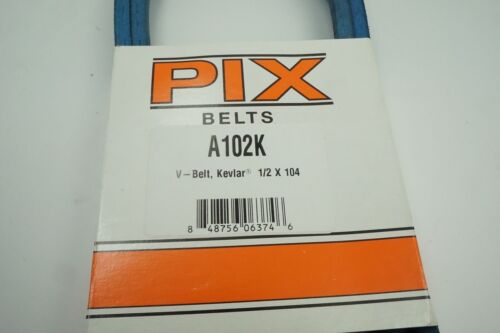 PIX
BELTS
A102K
V-Belt, Kevlar® 1/2 X 104
8 48756 06374 6